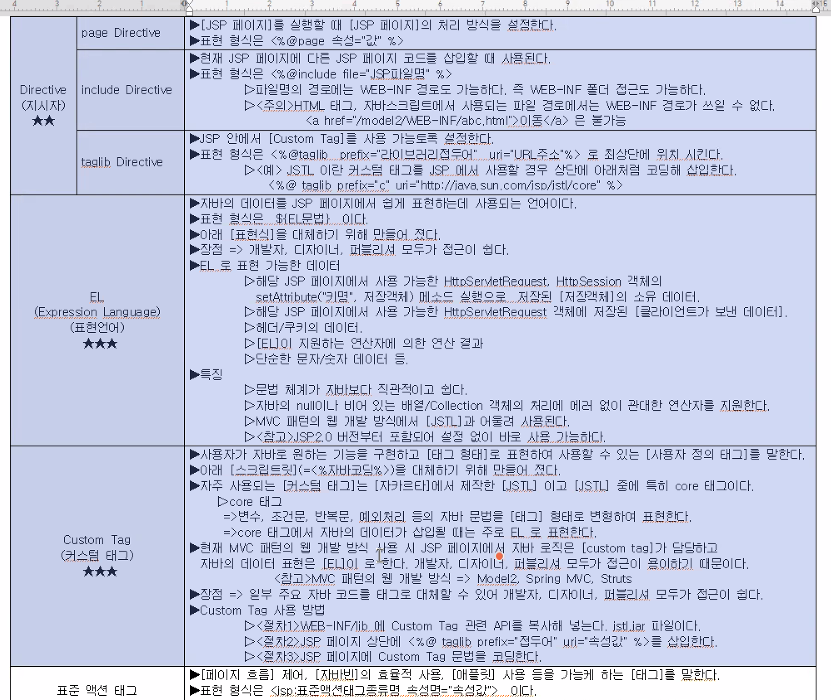 page Directive
▶[JSP 페이지]를 실행할 때 [JSP 페이지]의 처리 방식을 설정한다.
▶표현 형식은 <%@page 속성="값" %>
Directive
(지시자)
★★
include Directive
▶현재 JSP 페이지에 다른 JSP 페이지 코드를 삽입할 때 사용된다.
▶표현 형식은 <%@include file="JSP파일명" %>
▷파일명의 경로에는 WEB-INF 경로도 가능하다. 즉 WEB-INF 폴더 접근도 가능하다.
▷<주의>HTML 태그, 자바스크립트에서 사용되는 파일 경로에서는 WEB-INF 경로가 쓰일 수 없다.
<a href="/model2/WEB-INF/abc.html">이동</a> 은 불가능
taglib Directive
▶JSP 안에서 [Custom Tag]를 사용 가능토록 설정한다.
▶표현 형식은 <%@taglib prefix="라이브러리접두어" uri="URL주소"%> 로 최상단에 위치 시킨다.
▷<예> JSTL 이란 커스텀 태그를 JSP 에서 사용할 경우 상단에 아래처럼 코딩해 삽입한다.
<%@ taglib prefix="c" uri="http://java.sun.com/jsp/jstl/core" %>
EL
(Expression Language)
(표현언어)
★★★
▶자바의 데이터를 JSP 페이지에서 쉽게 표현하는데 사용되는 언어이다.
▶표현 형식은 ${EL문법} 이다.
▶아래 [표현식]을 대체하기 위해 만들어 졌다.
▶장점 => 개발자, 디자이너, 퍼블리셔 모두가 접근이 쉽다.
▶EL 로 표현 가능한 데이터
▷해당 JSP 페이지에서 사용 가능한 HttpServletRequest, HttpSession 객체의
setAttribute("키명", 저장객체) 메소드 실행으로 저장된 [저장객체]의 소유 데이터.
▷해당 JSP 페이지에서 사용 가능한 HttpServletRequest 객체에 저장된 [클라이언트가 보낸 데이터].
▷헤더/쿠키의 데이터.
▷[EL]이 지원하는 연산자에 의한 연산 결과
▷단순한 문자/숫자 데이터 등.
▶특징
▷문법 체계가 자바보다 직관적이고 쉽다.
▷자바의 null이나 비어 있는 배열/Collection 객체의 처리에 에러 없이 관대한 연산자를 지원한다.
▷MVC 패턴의 웹 개발 방식에서 [JSTL]과 어울려 사용된다.
▷<참고>JSP2.0 버전부터 포함되어 설정 없이 바로 사용 가능하다.
Custom Tag
(커스텀 태그)
★★★
▶사용자가 자바로 원하는 기능을 구현하고 [태그 형태]로 표현하여 사용할 수 있는 [사용자 정의 태그]를 말한다.
▶아래 [스크립트릿](=<%자바코딩%>)을 대체하기 위해 만들어 졌다.
▶자주 사용되는 [커스텀 태그]는 [자카르타]에서 제작한 [JSTL] 이고 [JSTL] 중에 특히 core 태그이다.
▷core 태그
=>변수, 조건문, 반복문, 예외처리 등의 자바 문법을 [태그] 형태로 변형하여 표현한다.
=>core 태그에서 자바의 데이터가 삽입될 때는 주로 EL 로 표현한다.
▶현재 MVC 패턴의 웹 개발 방식 사용 시 JSP 페이지에서 자바 로직은 [custom tag]가 담당하고
자바의 데이터 표현은 [EL]이 로 한다. 개발자, 디자이너, 퍼블리셔 모두가 접근이 용이하기 때문이다.
<참고>MVC 패턴의 웹 개발 방식 => Model2, Spring MVC, Struts
▶장점 => 일부 주요 자바 코드를 태그로 대체할 수 있어 개발자, 디자이너, 퍼블리셔 모두가 접근이 쉽다.
▶Custom Tag 사용 방법
▷<절차1>WEB-INF/lib 에 Custom Tag 관련 API를 복사해 넣는다. jstl.jar 파일이다.
▷<절차2>JSP 페이지 상단에 <%@ taglib prefix="접두어" uri="속성값" %>를 삽입한다.
▷<절차3>JSP 페이지에 Custom Tag 문법을 코딩한다.
표준 액션 태그
▶[페이지 흐름] 제어, [자바빈]의 효율적 사용, [애플릿] 사용 등을 가능케 하는 [태그]를 말한다.
▶표현 형식은 <jsp:표준액션태그종류명 속성명="속성값"> 이다.